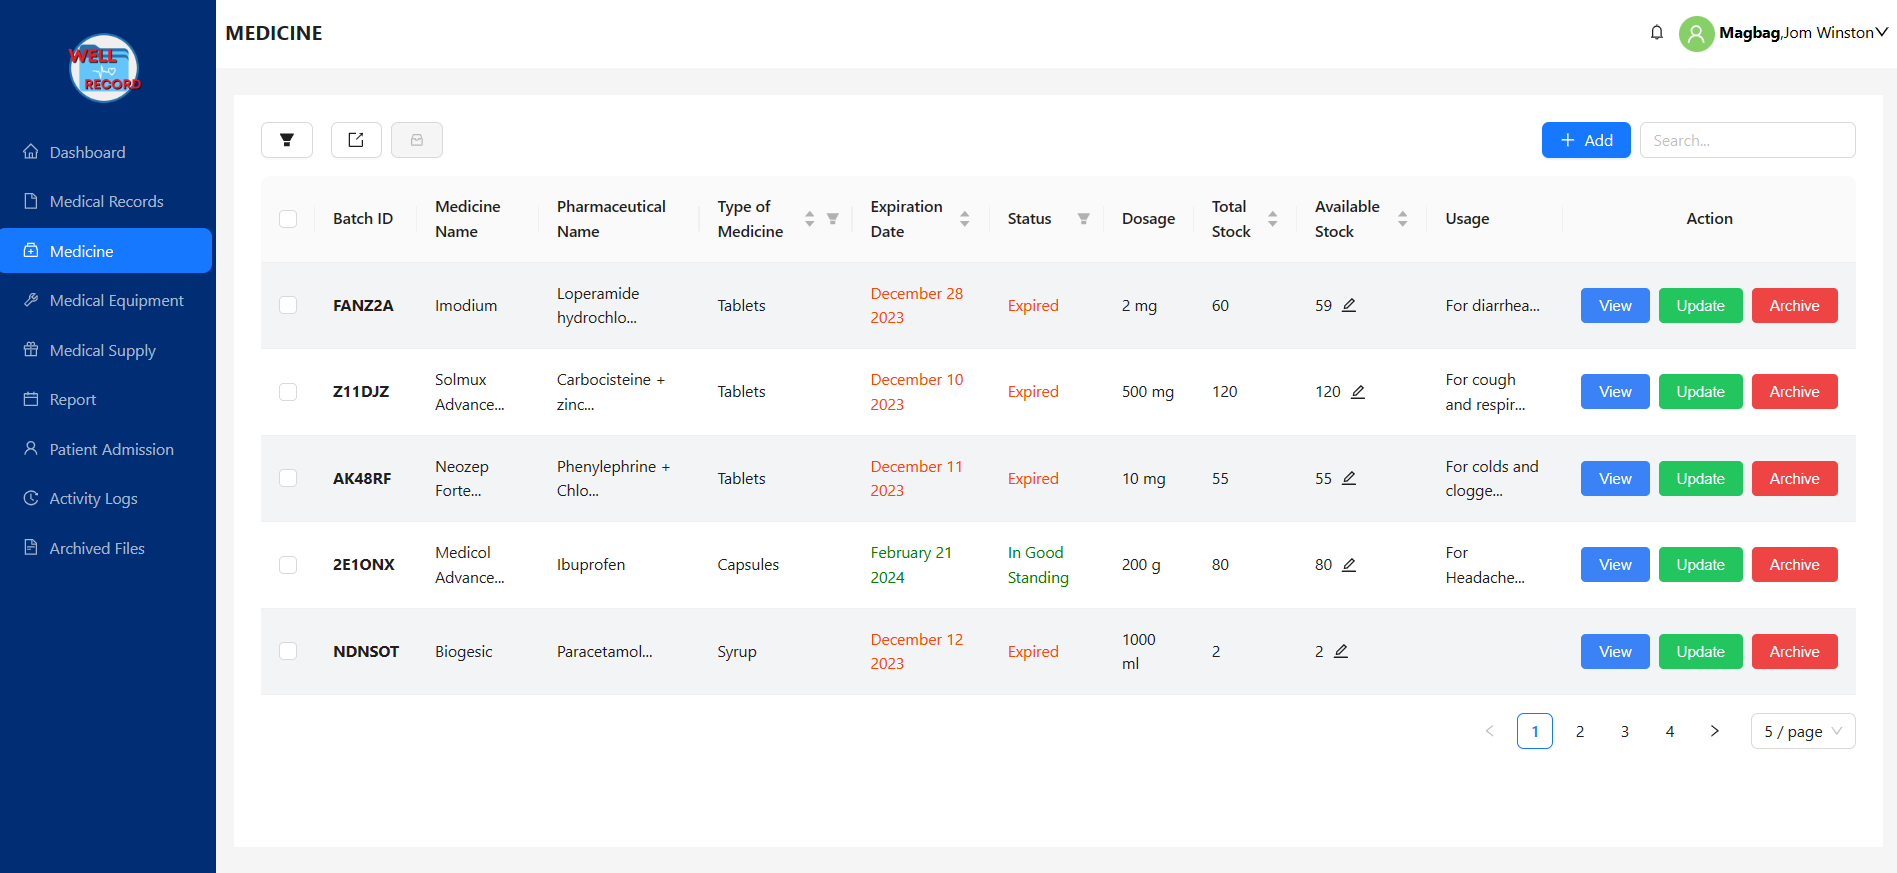 WELL
RECORD
MEDICINE
Magbag,Jom Winston
Dashboard
Medical Records
Medicine
Medical Equipment
Medical Supply
Report
Patient Admission
Activity Logs
Archived Files
+ Add
Search...
Batch ID
Medicine
Name
Pharmaceutical
Name
Type of
Medicine
Expiration
Date
Status
Dosage
Total
Stock
Available
Stock
Usage
Action
FANZ2A
Imodium
Loperamide
hydrochlo...
Tablets
December 28
2023
Expired
2 mg
60
59
For diarrhea...
View
Update
Archive
Z11DJZ
Solmux
Advance...
Carbocisteine +
zinc...
Tablets
December 10
2023
Expired
500 mg
120
120
For cough
and respir...
View
Update
Archive
AK48RF
Neozep
Forte...
Phenylephrine +
Chlo...
Tablets
December 11
2023
Expired
10 mg
55
55
For colds and
clogge...
View
Update
Archive
2E1ONX
Medicol
Advance...
Ibuprofen
Capsules
February 21
2024
In Good
Standing
200 g
80
80
For
Headache...
View
Update
Archive
NDNSOT
Biogesic
Paracetamol...
Syrup
December 12
2023
Expired
1000
ml
2
2
View
Update
Archive
< 1 2 3 4 >
5 / page